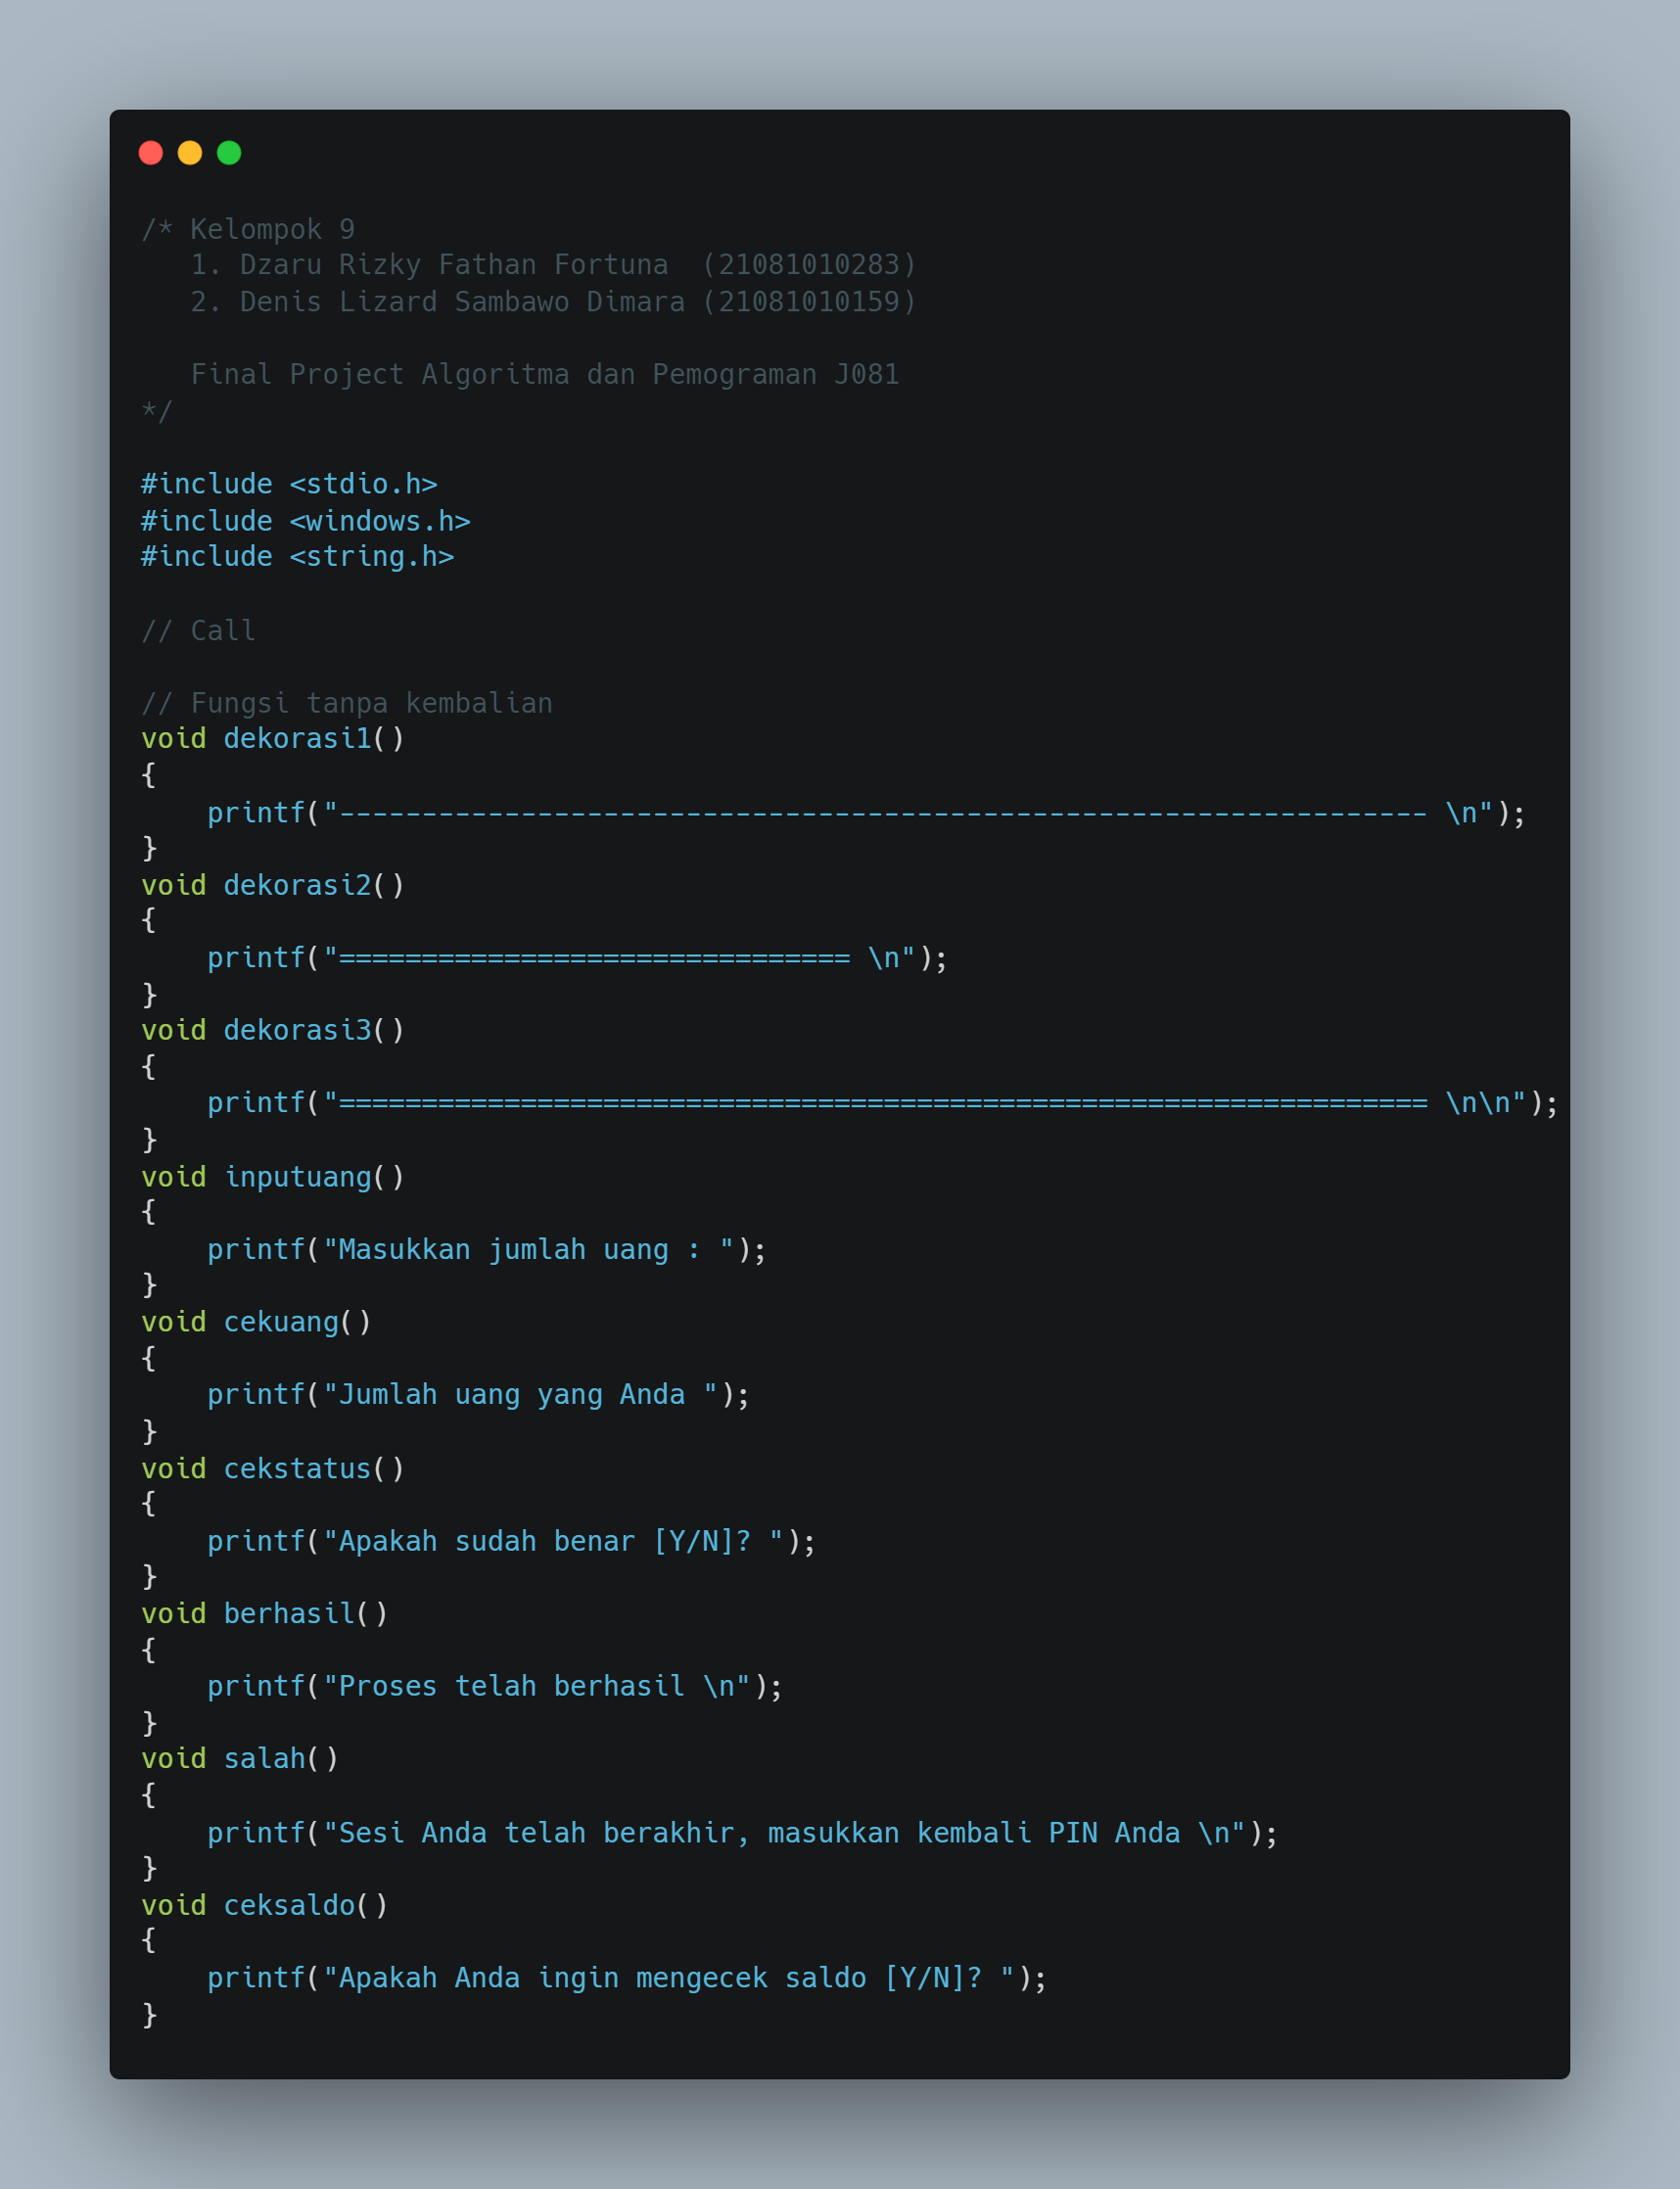 /* Kelompok 9
   1. Dzaru Rizky Fathan Fortuna  (21081010283)
   2. Denis Lizard Sambawo Dimara (21081010159)

   Final Project Algoritma dan Pemograman J081
*/

#include <stdio.h>
#include <windows.h>
#include <string.h>

// Call

// Fungsi tanpa kembalian
void dekorasi1()
{
    printf("------------------------------------------------------------------ \n");
}
void dekorasi2()
{
    printf("=============================== \n");
}
void dekorasi3()
{
    printf("================================================================== \n\n");
}
void inputuang()
{
    printf("Masukkan jumlah uang : ");
}
void cekuang()
{
    printf("Jumlah uang yang Anda ");
}
void cekstatus()
{
    printf("Apakah sudah benar [Y/N]? ");
}
void berhasil()
{
    printf("Proses telah berhasil \n");
}
void salah()
{
    printf("Sesi Anda telah berakhir, masukkan kembali PIN Anda \n");
}
void ceksaldo()
{
    printf("Apakah Anda ingin mengecek saldo [Y/N]? ");
}